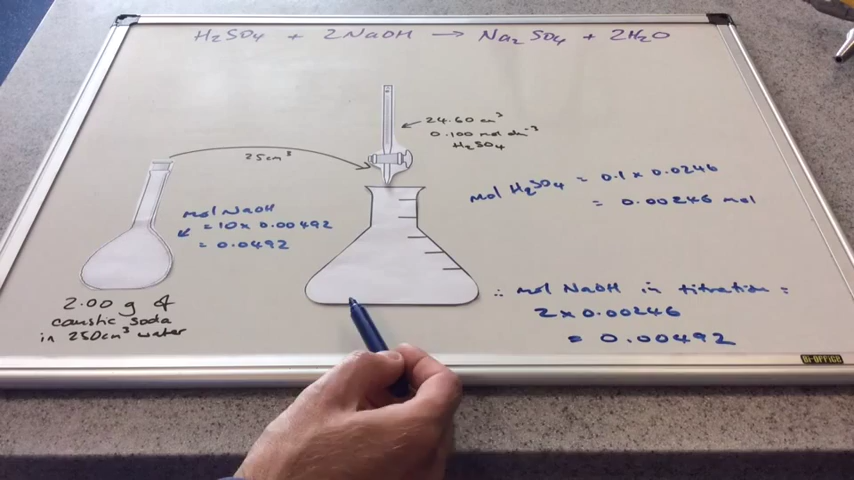 H₂SO₄ + 2NaOH → Na₂SO₄ + 2H₂O
24.60 cm³
0.100 mol dm⁻³
H₂SO₄
25cm³
mol H₂SO₄ = 0.1 x 0.0246
= 0.00246 mol
mol NaOH
= 10 x 0.00492
= 0.0492
2.00 g of
caustic soda
in 250cm³ water
∴ mol NaOH in titration =
2 x 0.00246
= 0.00492
BI-OFFICE